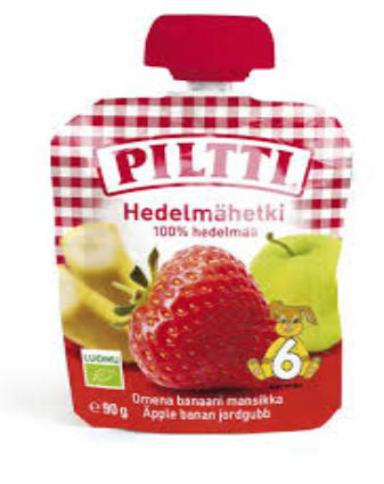 PILTTI
Hedelmähetki
100% hedelmää
6
LUOMU
℮ 90 g
Omena banaani mansikka
Äpple banan jordgubb